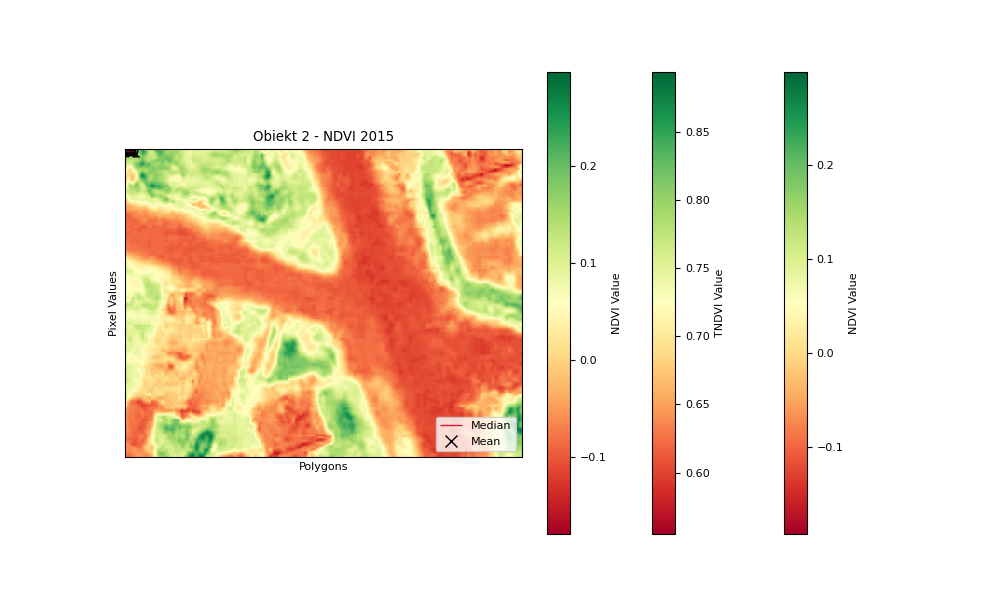 Obiekt 2 - NDVI 2015
Pixel Values
Polygons
Median
Mean
0.2
0.1
0.0
−0.1
NDVI Value
0.85
0.80
0.75
0.70
0.65
0.60
TNDVI Value
0.2
0.1
0.0
−0.1
NDVI Value